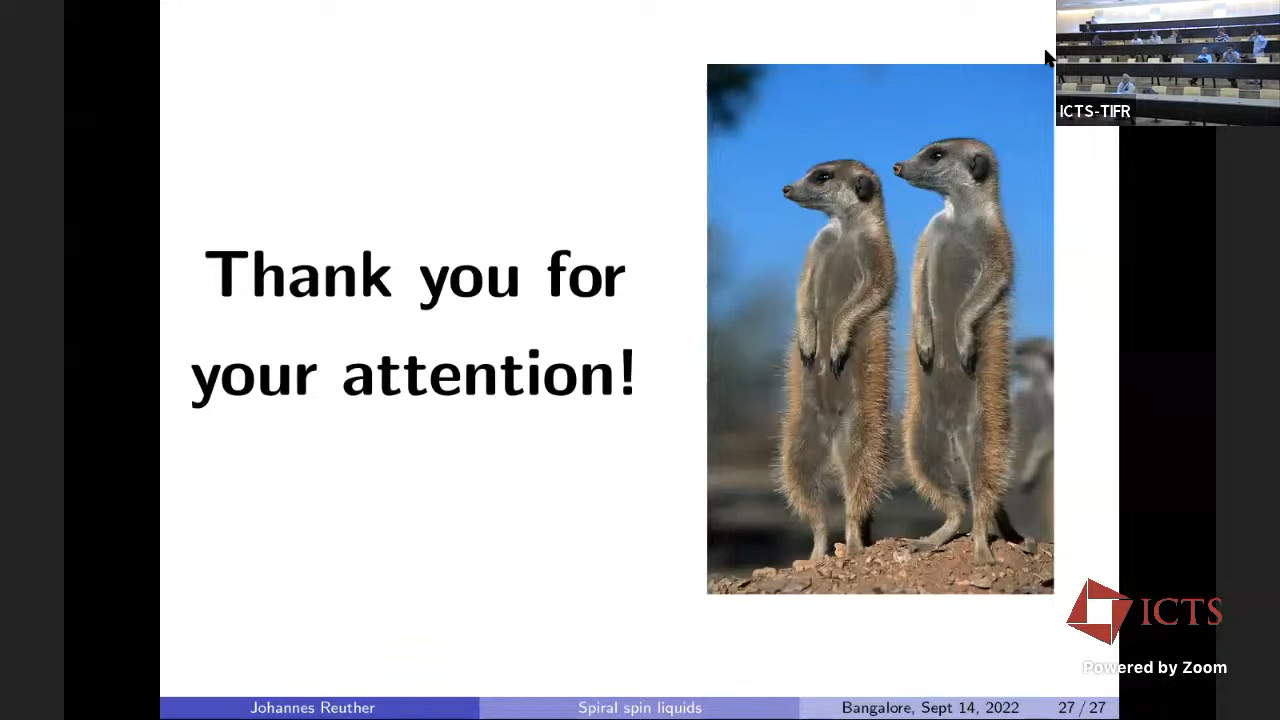 ICTS-TIFR
Thank you for
your attention!
ICTS
Powered by Zoom
Johannes Reuther Spiral spin liquids Bangalore, Sept 14, 2022 27 / 27